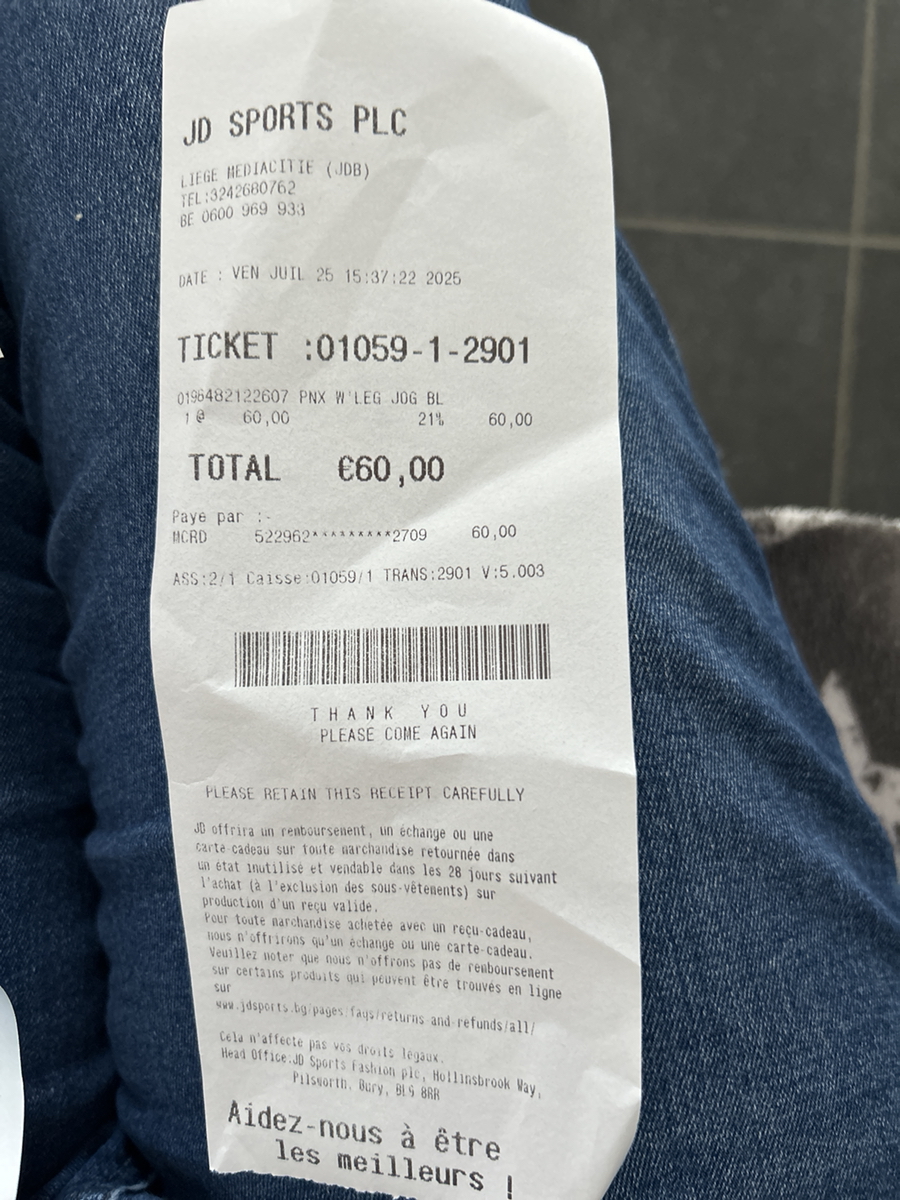 JD SPORTS PLC
LIEGE MEDIACITIE (JDB)
TEL:3242680762
BE 0600 969 933
DATE : VEN JUIL 25 15:37:22 2025
TICKET :01059-1-2901
0196482122607 PNX W'LEG JOG BL
1 @ 60,00 21% 60,00
TOTAL €60,00
Paye par :-
MCRD 522962*********2709 60,00
ASS:2/1 Caisse:01059/1 TRANS:2901 V:5.003
THANK YOU
PLEASE COME AGAIN
PLEASE RETAIN THIS RECEIPT CAREFULLY
JD offrira un remboursement, un échange ou une
carte-cadeau sur toute marchandise retournée dans
un état inutilisé et vendable dans les 28 jours suivant
l'achat (à l'exclusion des sous-vêtements) sur
production d'un reçu valide.
Pour toute marchandise achetée avec un reçu-cadeau,
nous n'offrirons qu'un échange ou une carte-cadeau.
Veuillez noter que nous n'offrons pas de remboursement
sur certains produits qui peuvent être trouvés en ligne
sur
www.jdsports.bg/pages/faqs/returns-and-refunds/all/
Cela n'affecte pas vos droits légaux.
Head Office:JD Sports Fashion plc, Hollinsbrook Way,
Pilsworth, Bury, BL9 8RR
Aidez-nous à être
les meilleurs !